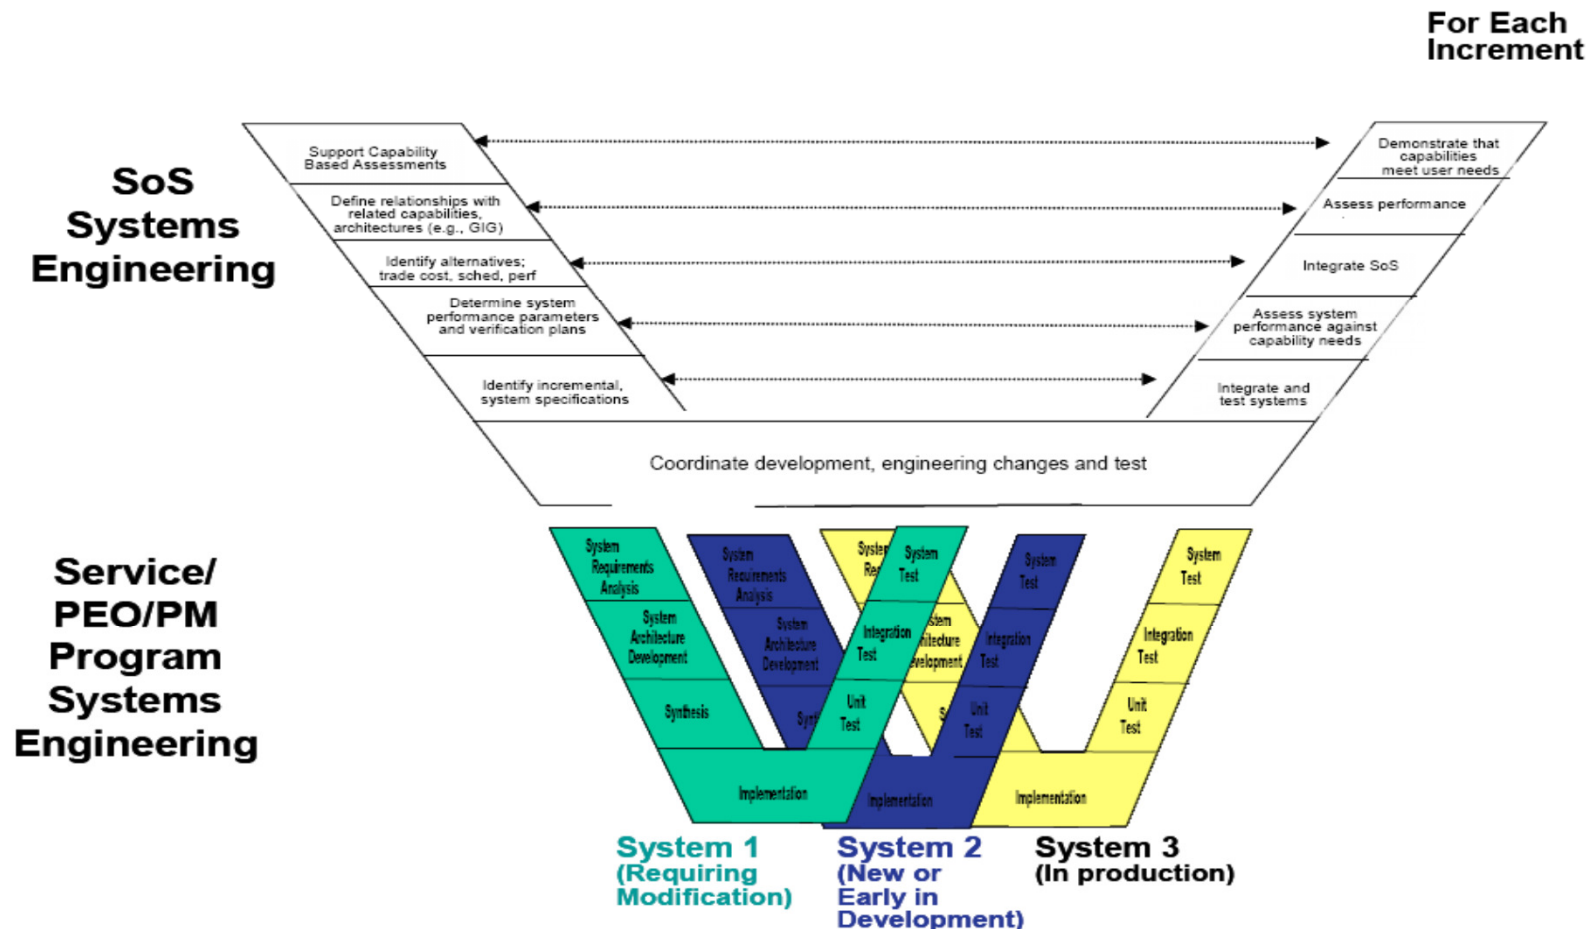 For Each
Increment
SoS
Systems
Engineering
Support Capability
Based Assessments
Define relationships with
related capabilities,
architectures (e.g., GIG)
Identify alternatives;
trade cost, sched, perf
Determine system
performance parameters
and verification plans
Identify incremental,
system specifications
Demonstrate that
capabilities
meet user needs
Assess performance
Integrate SoS
Assess system
performance against
capability needs
Integrate and
test systems
Coordinate development, engineering changes and test
Service/
PEO/PM
Program
Systems
Engineering
System
Requirements
Analysis
System
Architecture
Development
Synthesis
Implementation
Unit
Test
Integration
Test
System
Test
System
Requirements
Analysis
System
Architecture
Development
Implementation
Unit
Test
Integration
Test
System
Test
Implementation
Unit
Test
Integration
Test
System
Test
System 1
(Requiring
Modification)
System 2
(New or
Early in
Development)
System 3
(In production)